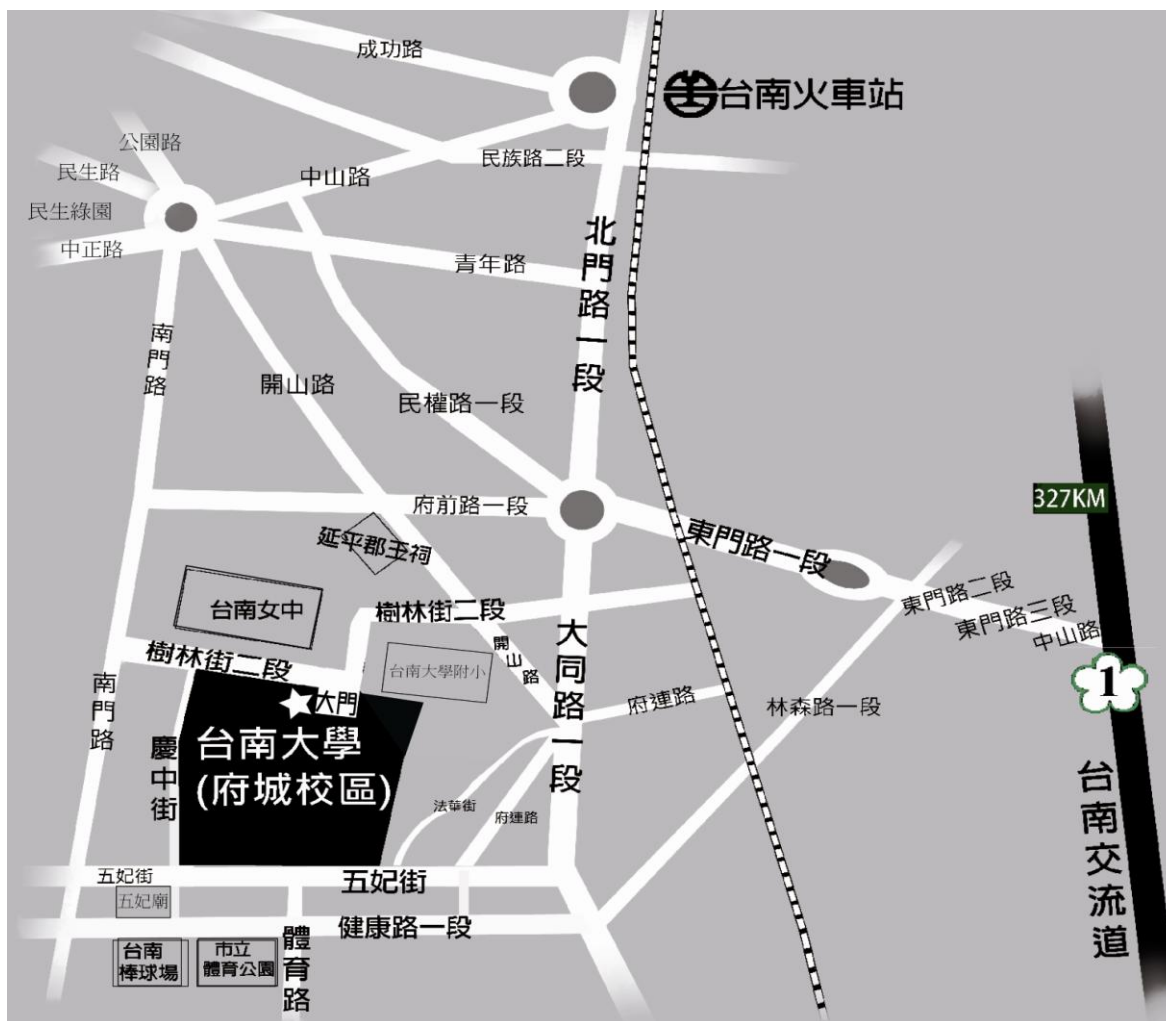 成功路
台南火車站
公園路
民族路二段
民生路
中山路
民生綠園
中正路
青年路
北門路一段
南門路
開山路
民權路一段
327KM
府前路一段
東門路一段
延平郡王祠
台南女中
樹林街二段
東門路二段
東門路三段
中山路
樹林街二段
台南大學附小
開山路
大同路一段
府連路
林森路一段
1
南門路
大門
台南大學
(府城校區)
慶中街
法華街
府連路
台南交流道
五妃街
五妃街
五妃廟
健康路一段
台南
棒球場
市立
體育公園
體育路